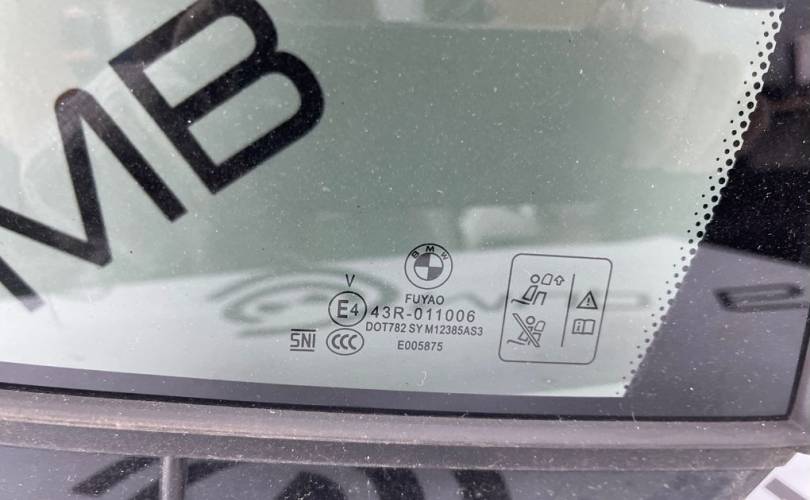 MB
BMW
FUYAO
V
E4 43R-011006
DOT782 SY M12385AS3
SNI CCC E005875